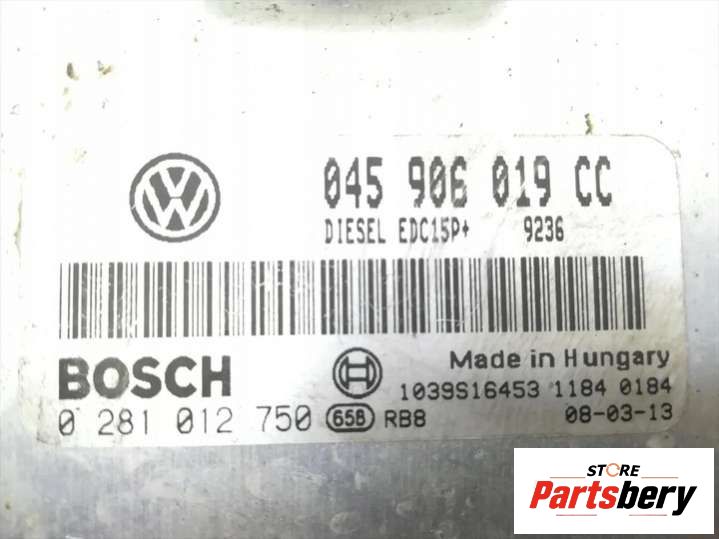 045 906 019 CC
DIESEL EDC15P+ 9236
BOSCH
Made in Hungary
1039S16453 1184 0184
0 281 012 750 658 RB8 08-03-13
STORE
Partsbery